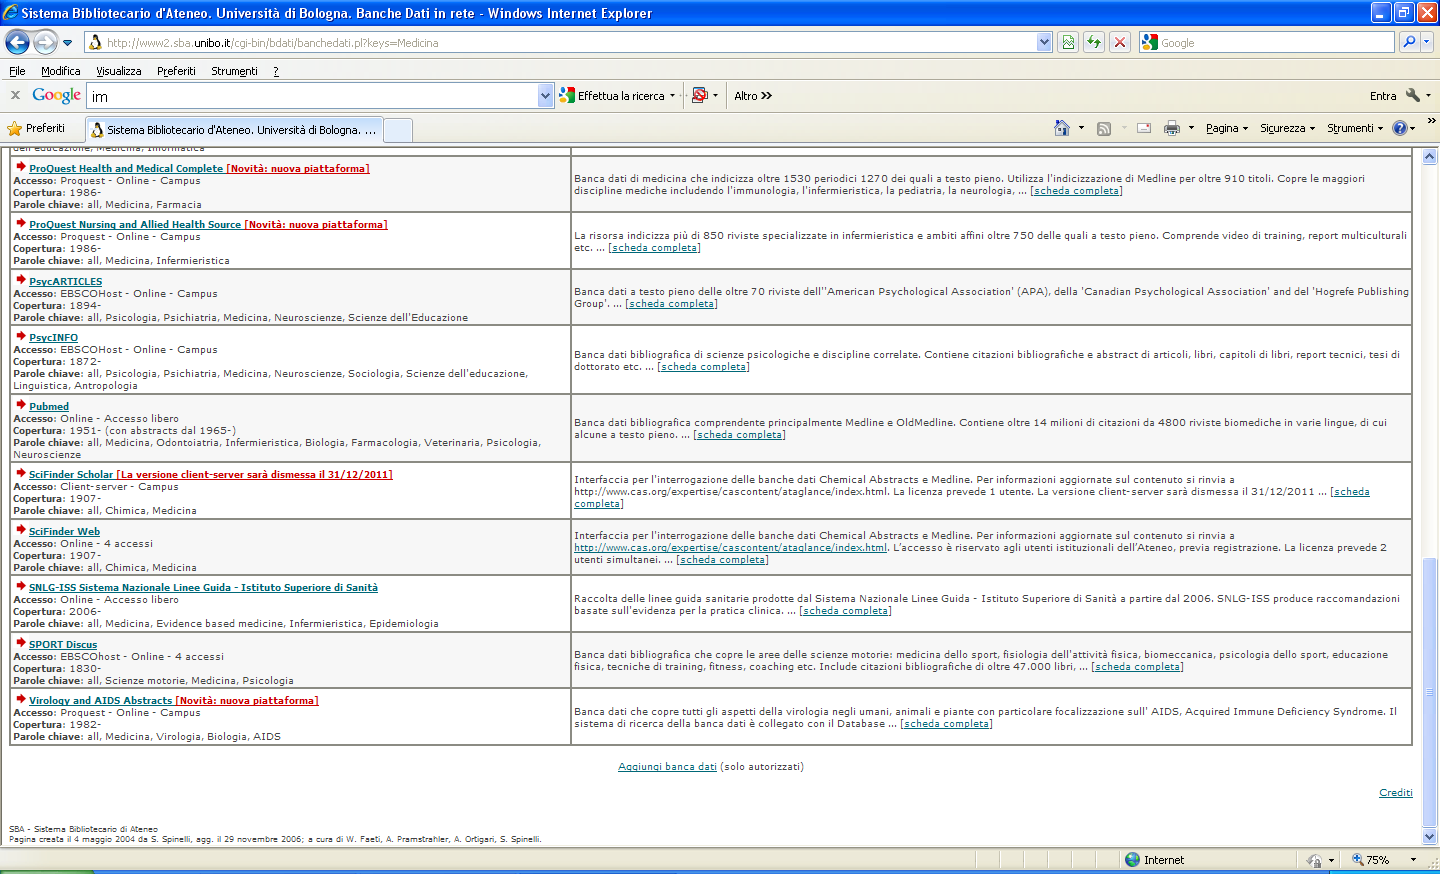 Sistema Bibliotecario d'Ateneo. Università di Bologna. Banche Dati in rete - Windows Internet Explorer
http://www2.sba.unibo.it/cgi-bin/bdati/banchedati.pl?keys=Medicina
Google
File Modifica Visualizza Preferiti Strumenti ?
x Google im Effettua la ricerca Altro Entra
Preferiti Sistema Bibliotecario d'Ateneo. Università di Bologna. ... Pagina Sicurezza Strumenti
dell'educazione, Medicina, Informatica
ProQuest Health and Medical Complete [Novità: nuova piattaforma]
Accesso: Proquest - Online - Campus
Copertura: 1986-
Parole chiave: all, Medicina, Farmacia
Banca dati di medicina che indicizza oltre 1530 periodici 1270 dei quali a testo pieno. Utilizza l'indicizzazione di Medline per oltre 910 titoli. Copre le maggiori
discipline mediche includendo l'immunologia, l'infermieristica, la pediatria, la neurologia, ... [scheda completa]
ProQuest Nursing and Allied Health Source [Novità: nuova piattaforma]
Accesso: Proquest - Online - Campus
Copertura: 1986-
Parole chiave: all, Medicina, Infermieristica
La risorsa indicizza più di 850 riviste specializzate in infermieristica e ambiti affini oltre 750 delle quali a testo pieno. Comprende video di training, report multiculturali
etc. ... [scheda completa]
PsycARTICLES
Accesso: EBSCOHost - Online - Campus
Copertura: 1894-
Parole chiave: all, Psicologia, Psichiatria, Medicina, Neuroscienze, Scienze dell'Educazione
Banca dati a testo pieno delle oltre 70 riviste dell''American Psychological Association' (APA), della 'Canadian Psychological Association' and del 'Hogrefe Publishing
Group'. ... [scheda completa]
PsycINFO
Accesso: EBSCOHost - Online - Campus
Copertura: 1872-
Parole chiave: all, Psicologia, Psichiatria, Medicina, Neuroscienze, Sociologia, Scienze dell'educazione,
Linguistica, Antropologia
Banca dati bibliografica di scienze psicologiche e discipline correlate. Contiene citazioni bibliografiche e abstract di articoli, libri, capitoli di libri, report tecnici, tesi di
dottorato etc. ... [scheda completa]
Pubmed
Accesso: Online - Accesso libero
Copertura: 1951- (con abstracts dal 1965-)
Parole chiave: all, Medicina, Odontoiatria, Infermieristica, Biologia, Farmacologia, Veterinaria, Psicologia,
Neuroscienze
Banca dati bibliografica comprendente principalmente Medline e OldMedline. Contiene oltre 14 milioni di citazioni da 4800 riviste biomediche in varie lingue, di cui
alcune a testo pieno. ... [scheda completa]
SciFinder Scholar [La versione client-server sarà dismessa il 31/12/2011]
Accesso: Client-server - Campus
Copertura: 1907-
Parole chiave: all, Chimica, Medicina
Interfaccia per l'interrogazione delle banche dati Chemical Abstracts e Medline. Per informazioni aggiornate sul contenuto si rinvia a
http://www.cas.org/expertise/cascontent/ataglance/index.html. La licenza prevede 1 utente. La versione client-server sarà dismessa il 31/12/2011 ... [scheda
completa]
SciFinder Web
Accesso: Online - 4 accessi
Copertura: 1907-
Parole chiave: all, Chimica, Medicina
Interfaccia per l'interrogazione delle banche dati Chemical Abstracts e Medline. Per informazioni aggiornate sul contenuto si rinvia a
http://www.cas.org/expertise/cascontent/ataglance/index.html. L'accesso è riservato agli utenti istituzionali dell'Ateneo, previa registrazione. La licenza prevede 2
utenti simultanei. ... [scheda completa]
SNLG-ISS Sistema Nazionale Linee Guida - Istituto Superiore di Sanità
Accesso: Online - Accesso libero
Copertura: 2006-
Parole chiave: all, Medicina, Evidence based medicine, Infermieristica, Epidemiologia
Raccolta delle linee guida sanitarie prodotte dal Sistema Nazionale Linee Guida - Istituto Superiore di Sanità a partire dal 2006. SNLG-ISS produce raccomandazioni
basate sull'evidenza per la pratica clinica. ... [scheda completa]
SPORT Discus
Accesso: EBSCOhost - Online - 4 accessi
Copertura: 1830-
Parole chiave: all, Scienze motorie, Medicina, Psicologia
Banca dati bibliografica che copre le aree delle scienze motorie: medicina dello sport, fisiologia dell'attività fisica, biomeccanica, psicologia dello sport, educazione
fisica, tecniche di training, fitness, coaching etc. Include citazioni bibliografiche di oltre 47.000 libri, ... [scheda completa]
Virology and AIDS Abstracts [Novità: nuova piattaforma]
Accesso: Proquest - Online - Campus
Copertura: 1982-
Parole chiave: all, Medicina, Virologia, Biologia, AIDS
Banca dati che copre tutti gli aspetti della virologia negli umani, animali e piante con particolare focalizzazione sull' AIDS, Acquired Immune Deficiency Syndrome. Il
sistema di ricerca della banca dati è collegato con il Database ... [scheda completa]
Aggiungi banca dati (solo autorizzati)
Crediti
SBA - Sistema Bibliotecario di Ateneo
Pagina creata il 4 maggio 2004 da S. Spinelli, agg. il 29 novembre 2006; a cura di W. Faeti, A. Pramstrahler, A. Ortigari, S. Spinelli.
Internet 75%